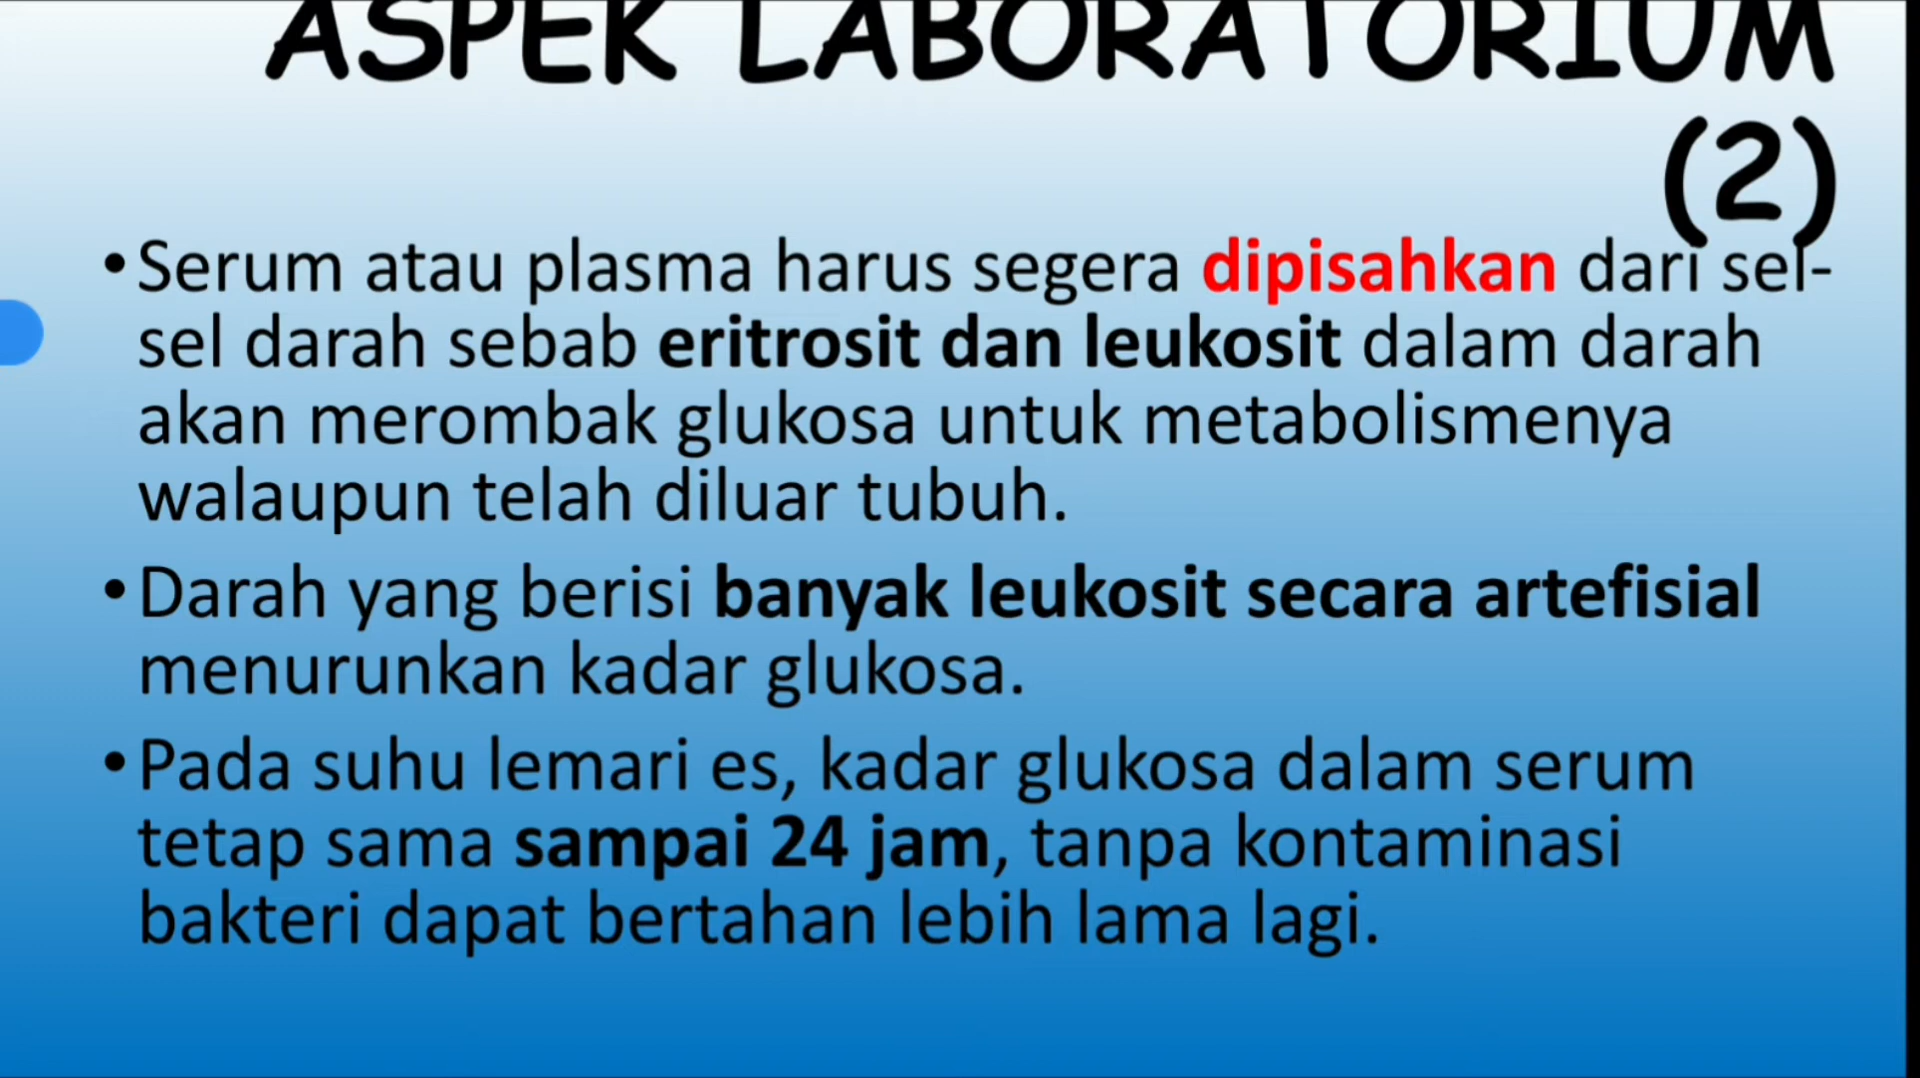 ASPEK LABORATORIUM
(2)
• Serum atau plasma harus segera dipisahkan dari sel-
sel darah sebab eritrosit dan leukosit dalam darah
akan merombak glukosa untuk metabolismenya
walaupun telah diluar tubuh.
• Darah yang berisi banyak leukosit secara artefisial
menurunkan kadar glukosa.
• Pada suhu lemari es, kadar glukosa dalam serum
tetap sama sampai 24 jam, tanpa kontaminasi
bakteri dapat bertahan lebih lama lagi.